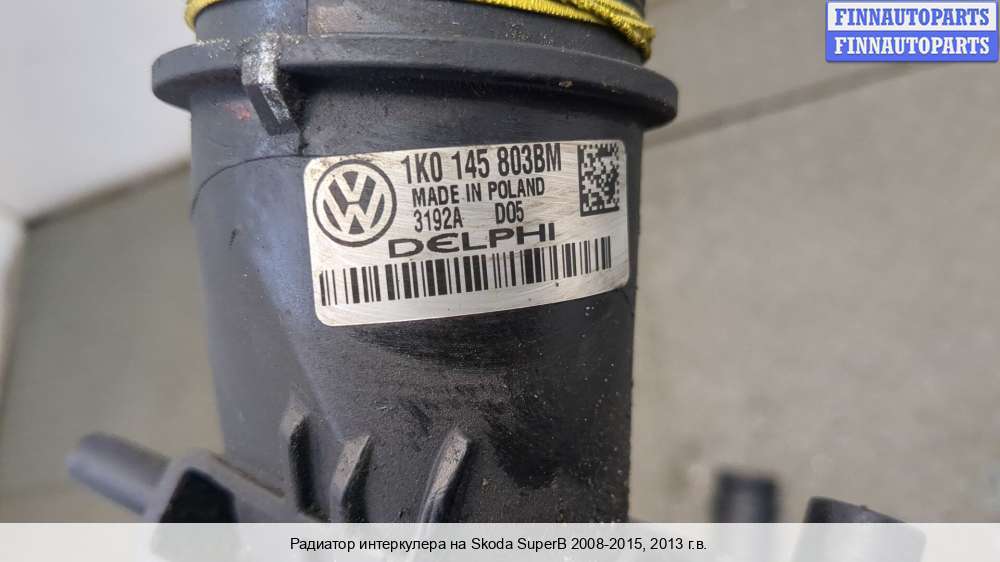 FINNAUTOPARTS
FINNAUTOPARTS
1K0 145 803BM
MADE IN POLAND
3192A D05
DELPHI
Радиатор интеркулера на Skoda SuperB 2008-2015, 2013 г.в.